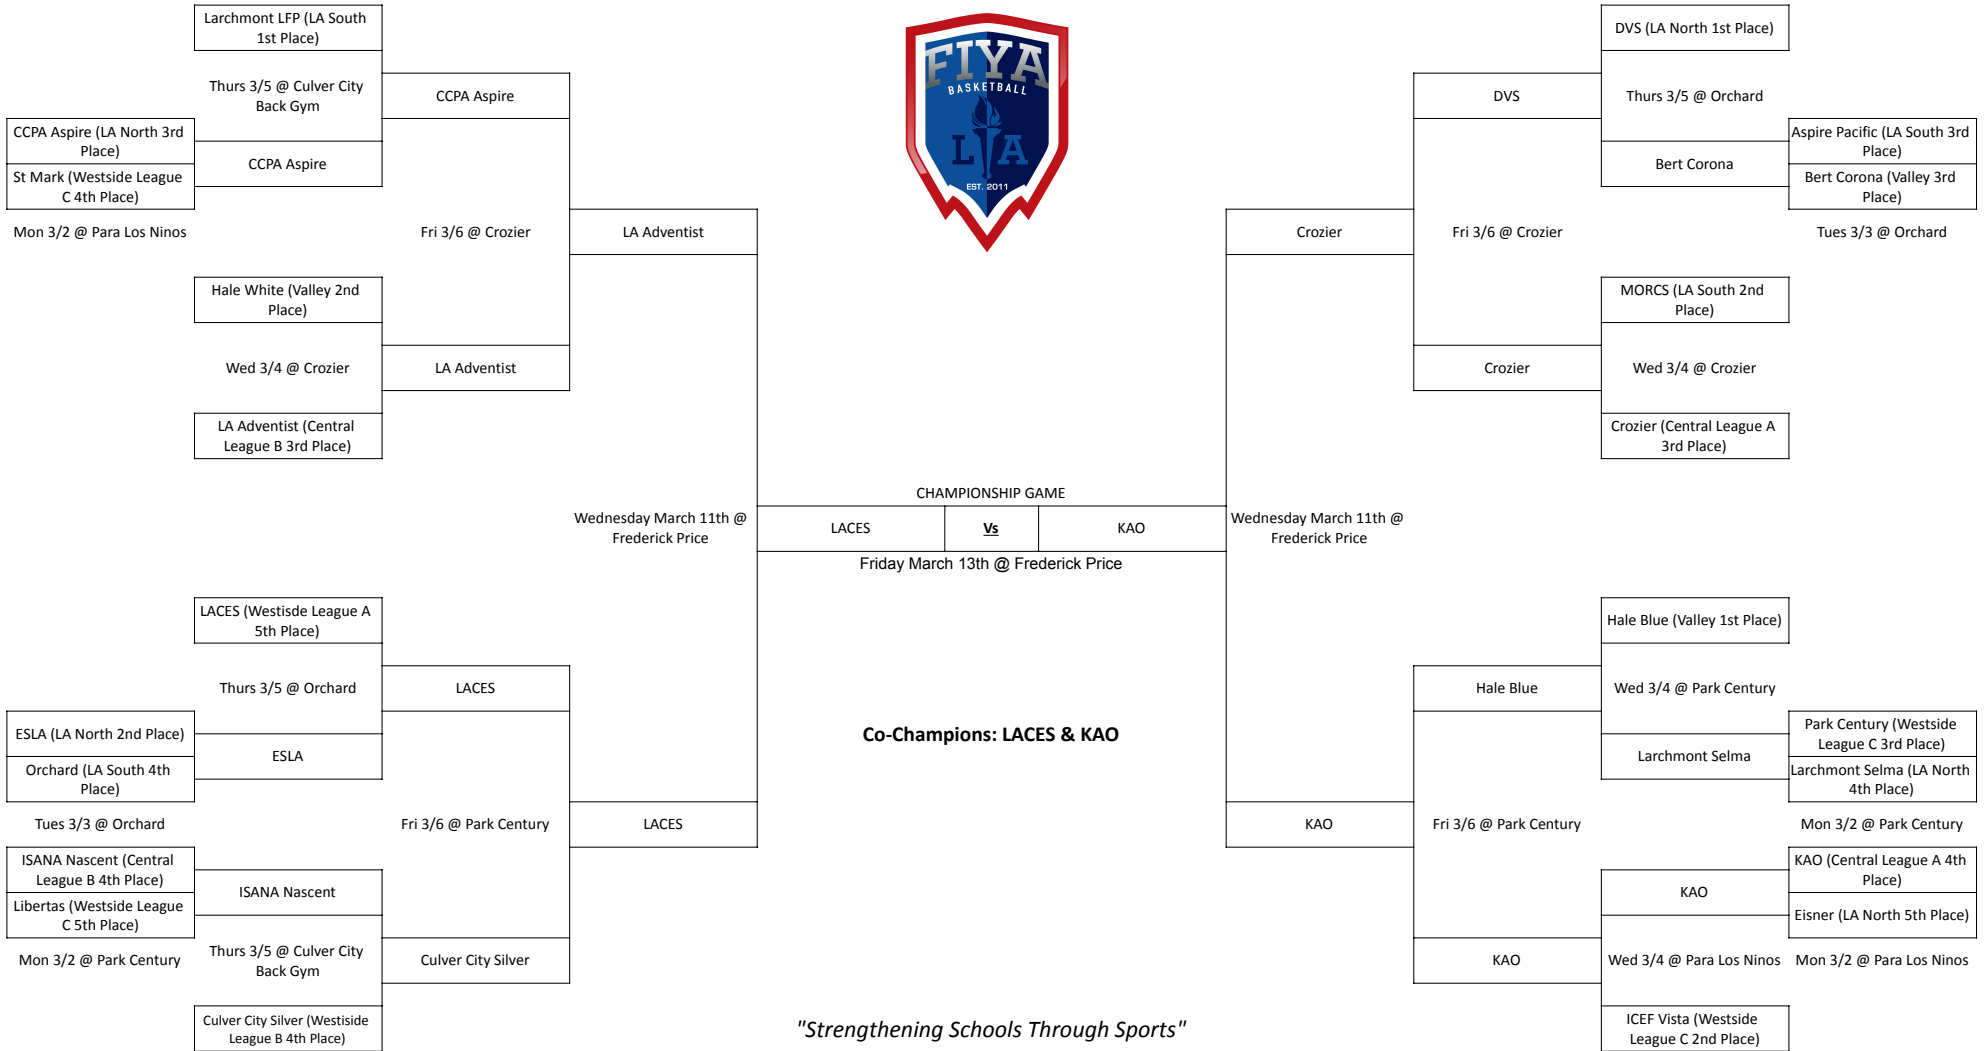 Larchmont LFP (LA South
1st Place)
Thurs 3/5 @ Culver City
Back Gym
CCPA Aspire
CCPA Aspire (LA North 3rd
Place)
St Mark (Westside League
C 4th Place)
CCPA Aspire
Mon 3/2 @ Para Los Ninos
Fri 3/6 @ Crozier
LA Adventist
Hale White (Valley 2nd
Place)
Wed 3/4 @ Crozier
LA Adventist
LA Adventist (Central
League B 3rd Place)
Wednesday March 11th @
Frederick Price
LACES (Westisde League A
5th Place)
Thurs 3/5 @ Orchard
LACES
ESLA (LA North 2nd Place)
Orchard (LA South 4th
Place)
ESLA
Tues 3/3 @ Orchard
Fri 3/6 @ Park Century
LACES
ISANA Nascent (Central
League B 4th Place)
Libertas (Westside League
C 5th Place)
ISANA Nascent
Mon 3/2 @ Park Century
Thurs 3/5 @ Culver City
Back Gym
Culver City Silver
Culver City Silver (Westiside
League B 4th Place)
FIYA
BASKETBALL
L A
EST. 2011
CHAMPIONSHIP GAME
LACES
Vs
KAO
Friday March 13th @ Frederick Price
Co-Champions: LACES & KAO
"Strengthening Schools Through Sports"
DVS (LA North 1st Place)
DVS
Thurs 3/5 @ Orchard
Bert Corona
Aspire Pacific (LA South 3rd
Place)
Bert Corona (Valley 3rd
Place)
Crozier
Fri 3/6 @ Crozier
Tues 3/3 @ Orchard
MORCS (LA South 2nd
Place)
Crozier
Wed 3/4 @ Crozier
Crozier (Central League A
3rd Place)
Wednesday March 11th @
Frederick Price
Hale Blue (Valley 1st Place)
Hale Blue
Wed 3/4 @ Park Century
Larchmont Selma
Park Century (Westside
League C 3rd Place)
Larchmont Selma (LA North
4th Place)
KAO
Fri 3/6 @ Park Century
Mon 3/2 @ Park Century
KAO
KAO (Central League A 4th
Place)
Eisner (LA North 5th Place)
KAO
Wed 3/4 @ Para Los Ninos
Mon 3/2 @ Para Los Ninos
ICEF Vista (Westside
League C 2nd Place)